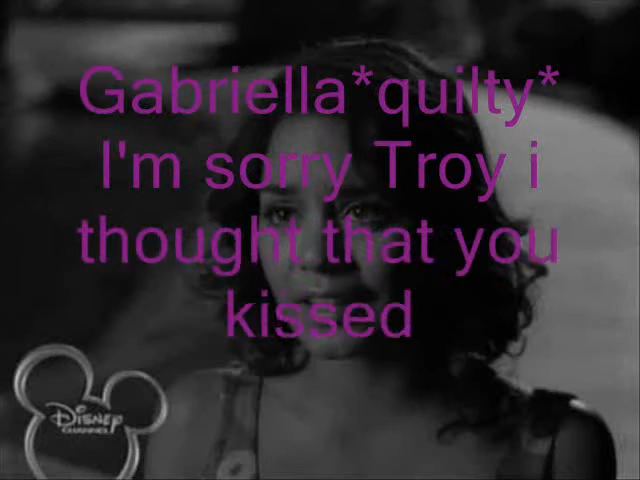 Gabriella*quilty*
I'm sorry Troy i
thought that you
kissed
Disney
CHANNEL